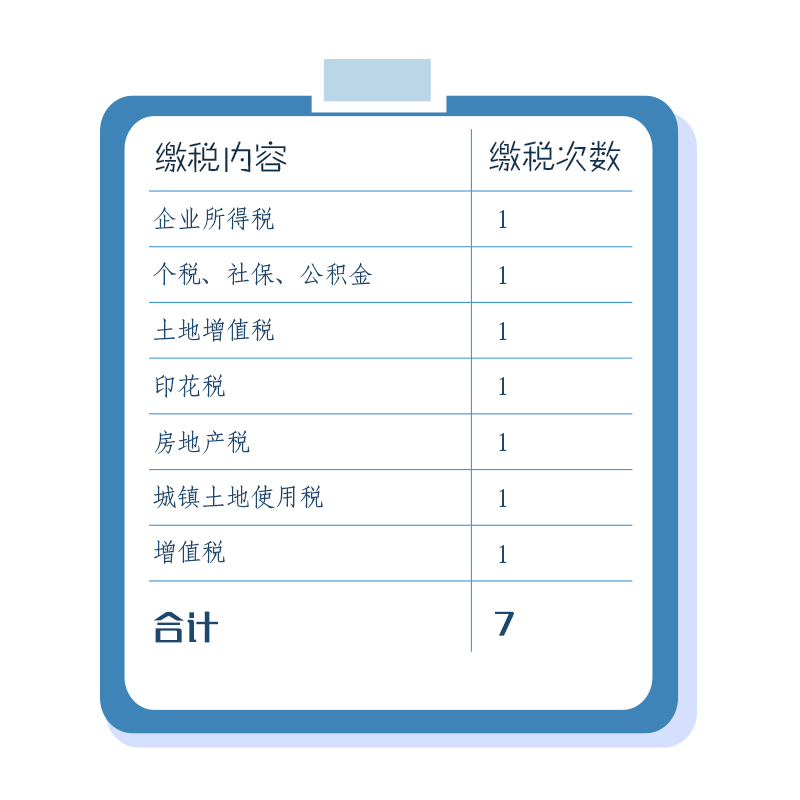 缴税内容 缴税次数
企业所得税 1
个税、社保、公积金 1
土地增值税 1
印花税 1
房地产税 1
城镇土地使用税 1
增值税 1
合计 7